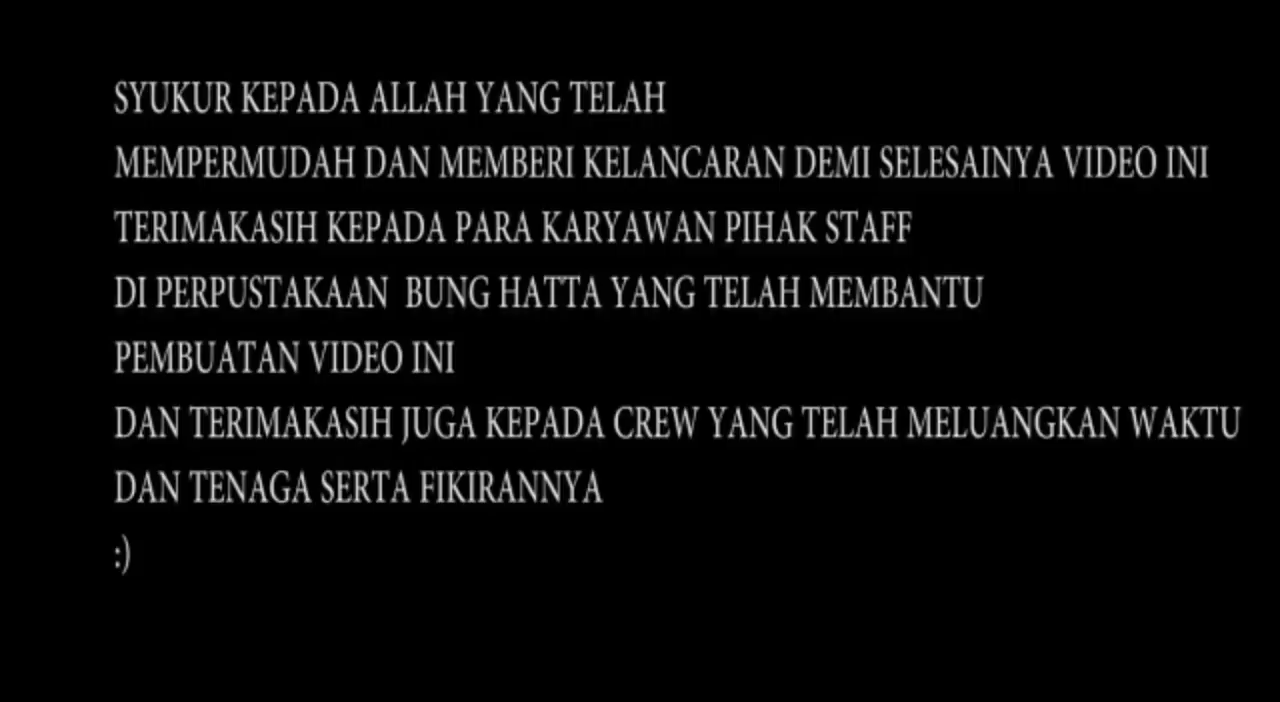 SYUKUR KEPADA ALLAH YANG TELAH
MEMPERMUDAH DAN MEMBERI KELANCARAN DEMI SELESAINYA VIDEO INI
TERIMAKASIH KEPADA PARA KARYAWAN PIHAK STAFF
DI PERPUSTAKAAN  BUNG HATTA YANG TELAH MEMBANTU
PEMBUATAN VIDEO INI
DAN TERIMAKASIH JUGA KEPADA CREW YANG TELAH MELUANGKAN WAKTU
DAN TENAGA SERTA FIKIRANNYA
:)